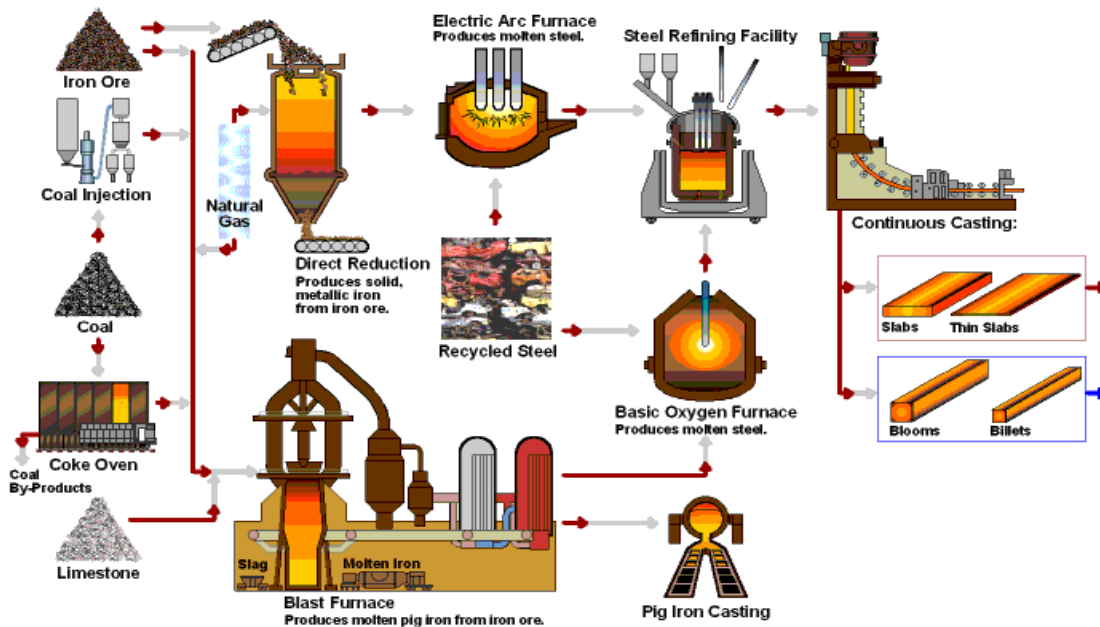 Electric Arc Furnace
Produces molten steel.
Steel Refining Facility
Iron Ore
Coal Injection
Natural
Gas
Continuous Casting:
Direct Reduction
Produces solid,
metallic iron
from iron ore.
Coal
Recycled Steel
Slabs
Thin Slabs
Basic Oxygen Furnace
Produces molten steel.
Blooms
Billets
Coke Oven
Coal
By-Products
Limestone
Slag
Molten Iron
Blast Furnace
Produces molten pig iron from iron ore.
Pig Iron Casting